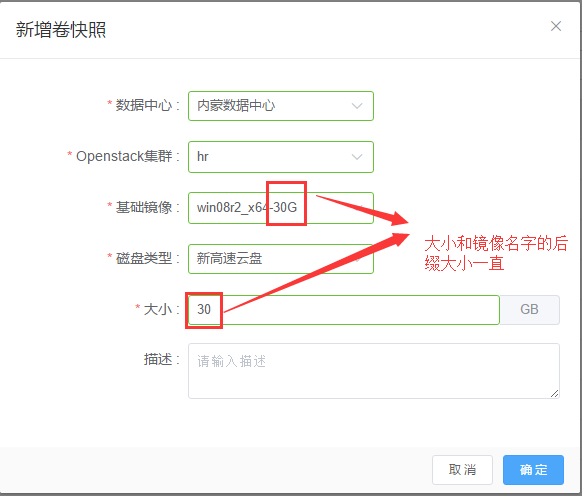 新增卷快照
* 数据中心 : 内蒙数据中心
* Openstack集群 : hr
* 基础镜像 : win08r2_x64-30G
* 磁盘类型 : 新高速云盘
* 大小 : 30 GB
描述 : 请输入描述
大小和镜像名字的后
缀大小一直
取消 确定